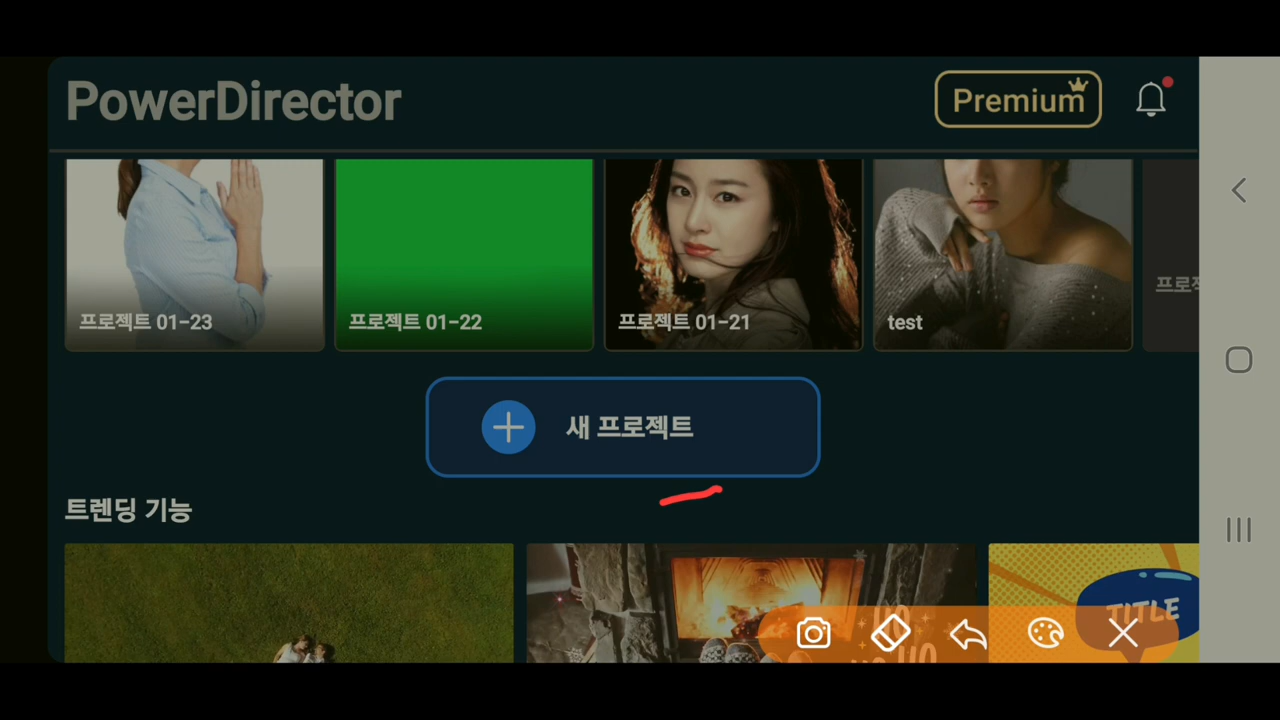 PowerDirector
Premium
프로젝트 01-23
프로젝트 01-22
프로젝트 01-21
test
새 프로젝트
트렌딩 기능
TITLE